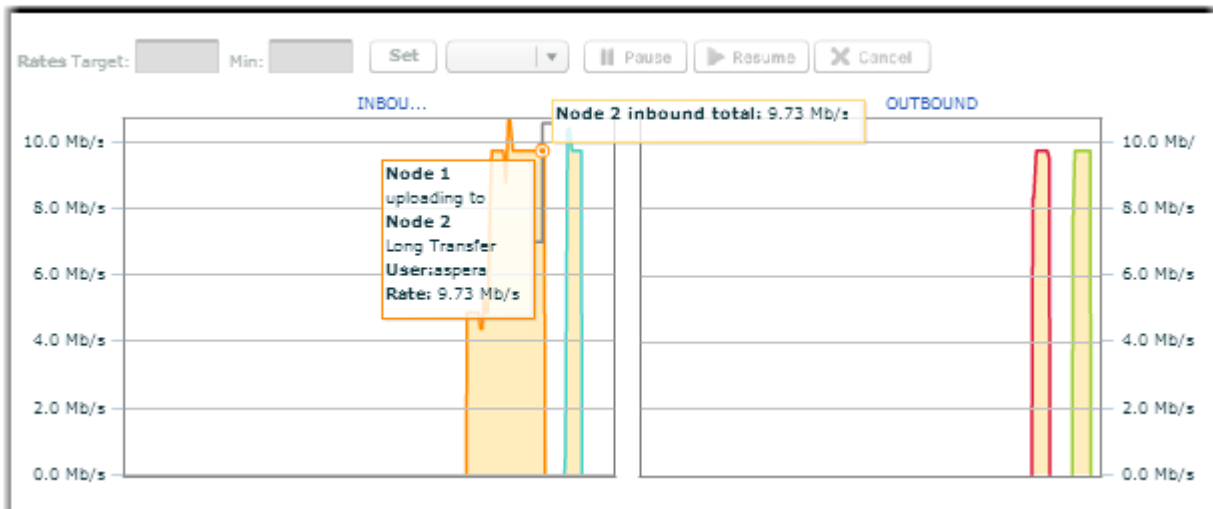 Rates Target: Min: Set Pause Resume Cancel
INBOU... OUTBOUND
Node 2 inbound total: 9.73 Mb/s
10.0 Mb/s 10.0 Mb/
Node 1
uploading to
8.0 Mb/s 8.0 Mb/s
Node 2
Long Transfer
6.0 Mb/s User:aspera 6.0 Mb/s
Rate: 9.73 Mb/s
4.0 Mb/s 4.0 Mb/s
2.0 Mb/s 2.0 Mb/s
0.0 Mb/s 0.0 Mb/s